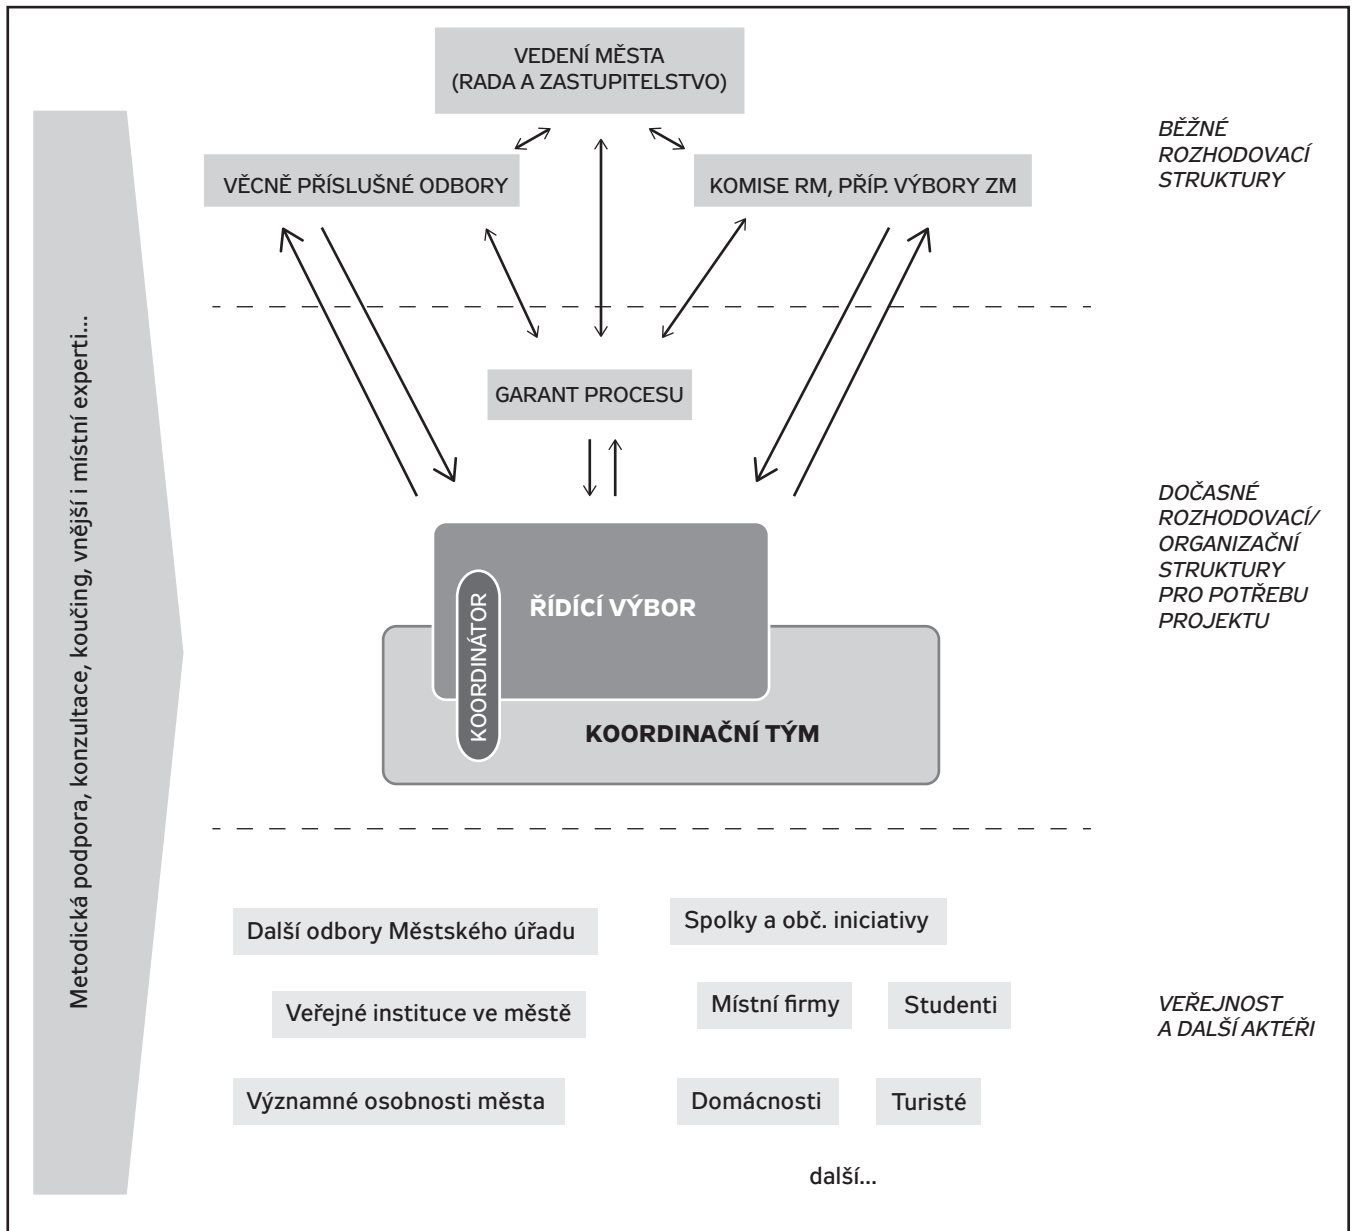 VEDENÍ MĚSTA
(RADA A ZASTUPITELSTVO)
BĚŽNÉ
ROZHODOVACÍ
STRUKTURY
VĚCNĚ PŘÍSLUŠNÉ ODBORY
KOMISE RM, PŘÍP. VÝBORY ZM
Metodická podpora, konzultace, koučing, vnější i místní experti...
GARANT PROCESU
DOČASNÉ
ROZHODOVACÍ/
ORGANIZAČNÍ
STRUKTURY
PRO POTŘEBU
PROJEKTU
ŘÍDÍCÍ VÝBOR
KOORDINÁTOR
KOORDINAČNÍ TÝM
Další odbory Městského úřadu
Spolky a obč. iniciativy
Veřejné instituce ve městě
Místní firmy
Studenti
VEŘEJNOST
A DALŠÍ AKTÉŘI
Významné osobnosti města
Domácnosti
Turisté
další...